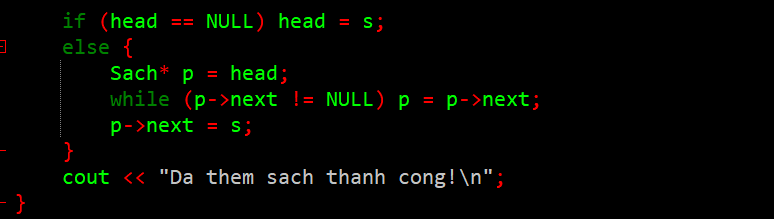 if (head == NULL) head = s;
else {
Sach* p = head;
while (p->next != NULL) p = p->next;
p->next = s;
}
cout << "Da them sach thanh cong!\n";
}